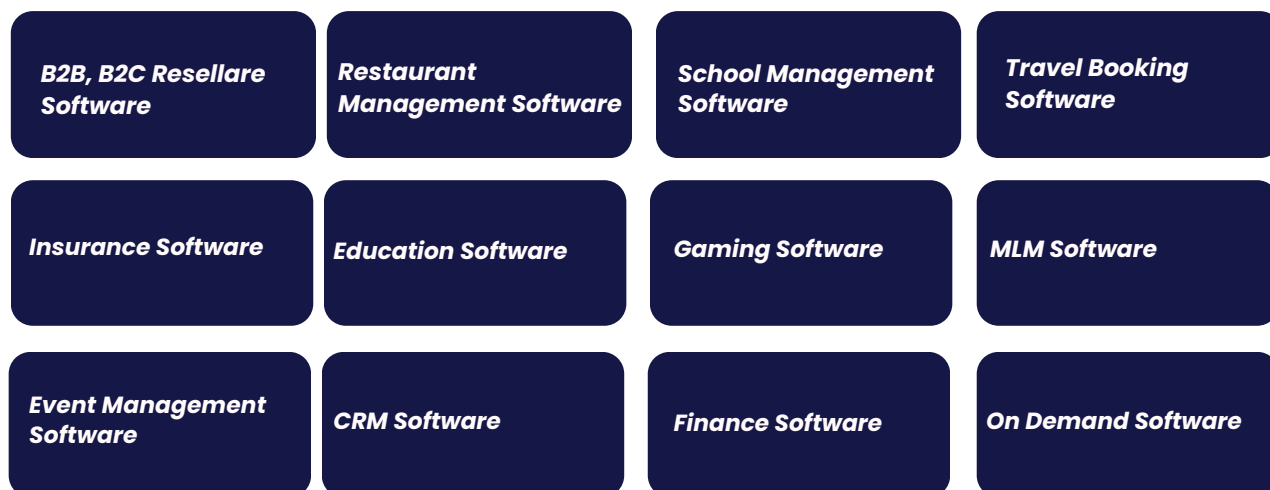 B2B, B2C Resellare
Software
Restaurant
Management Software
School Management
Software
Travel Booking
Software
Insurance Software
Education Software
Gaming Software
MLM Software
Event Management
Software
CRM Software
Finance Software
On Demand Software